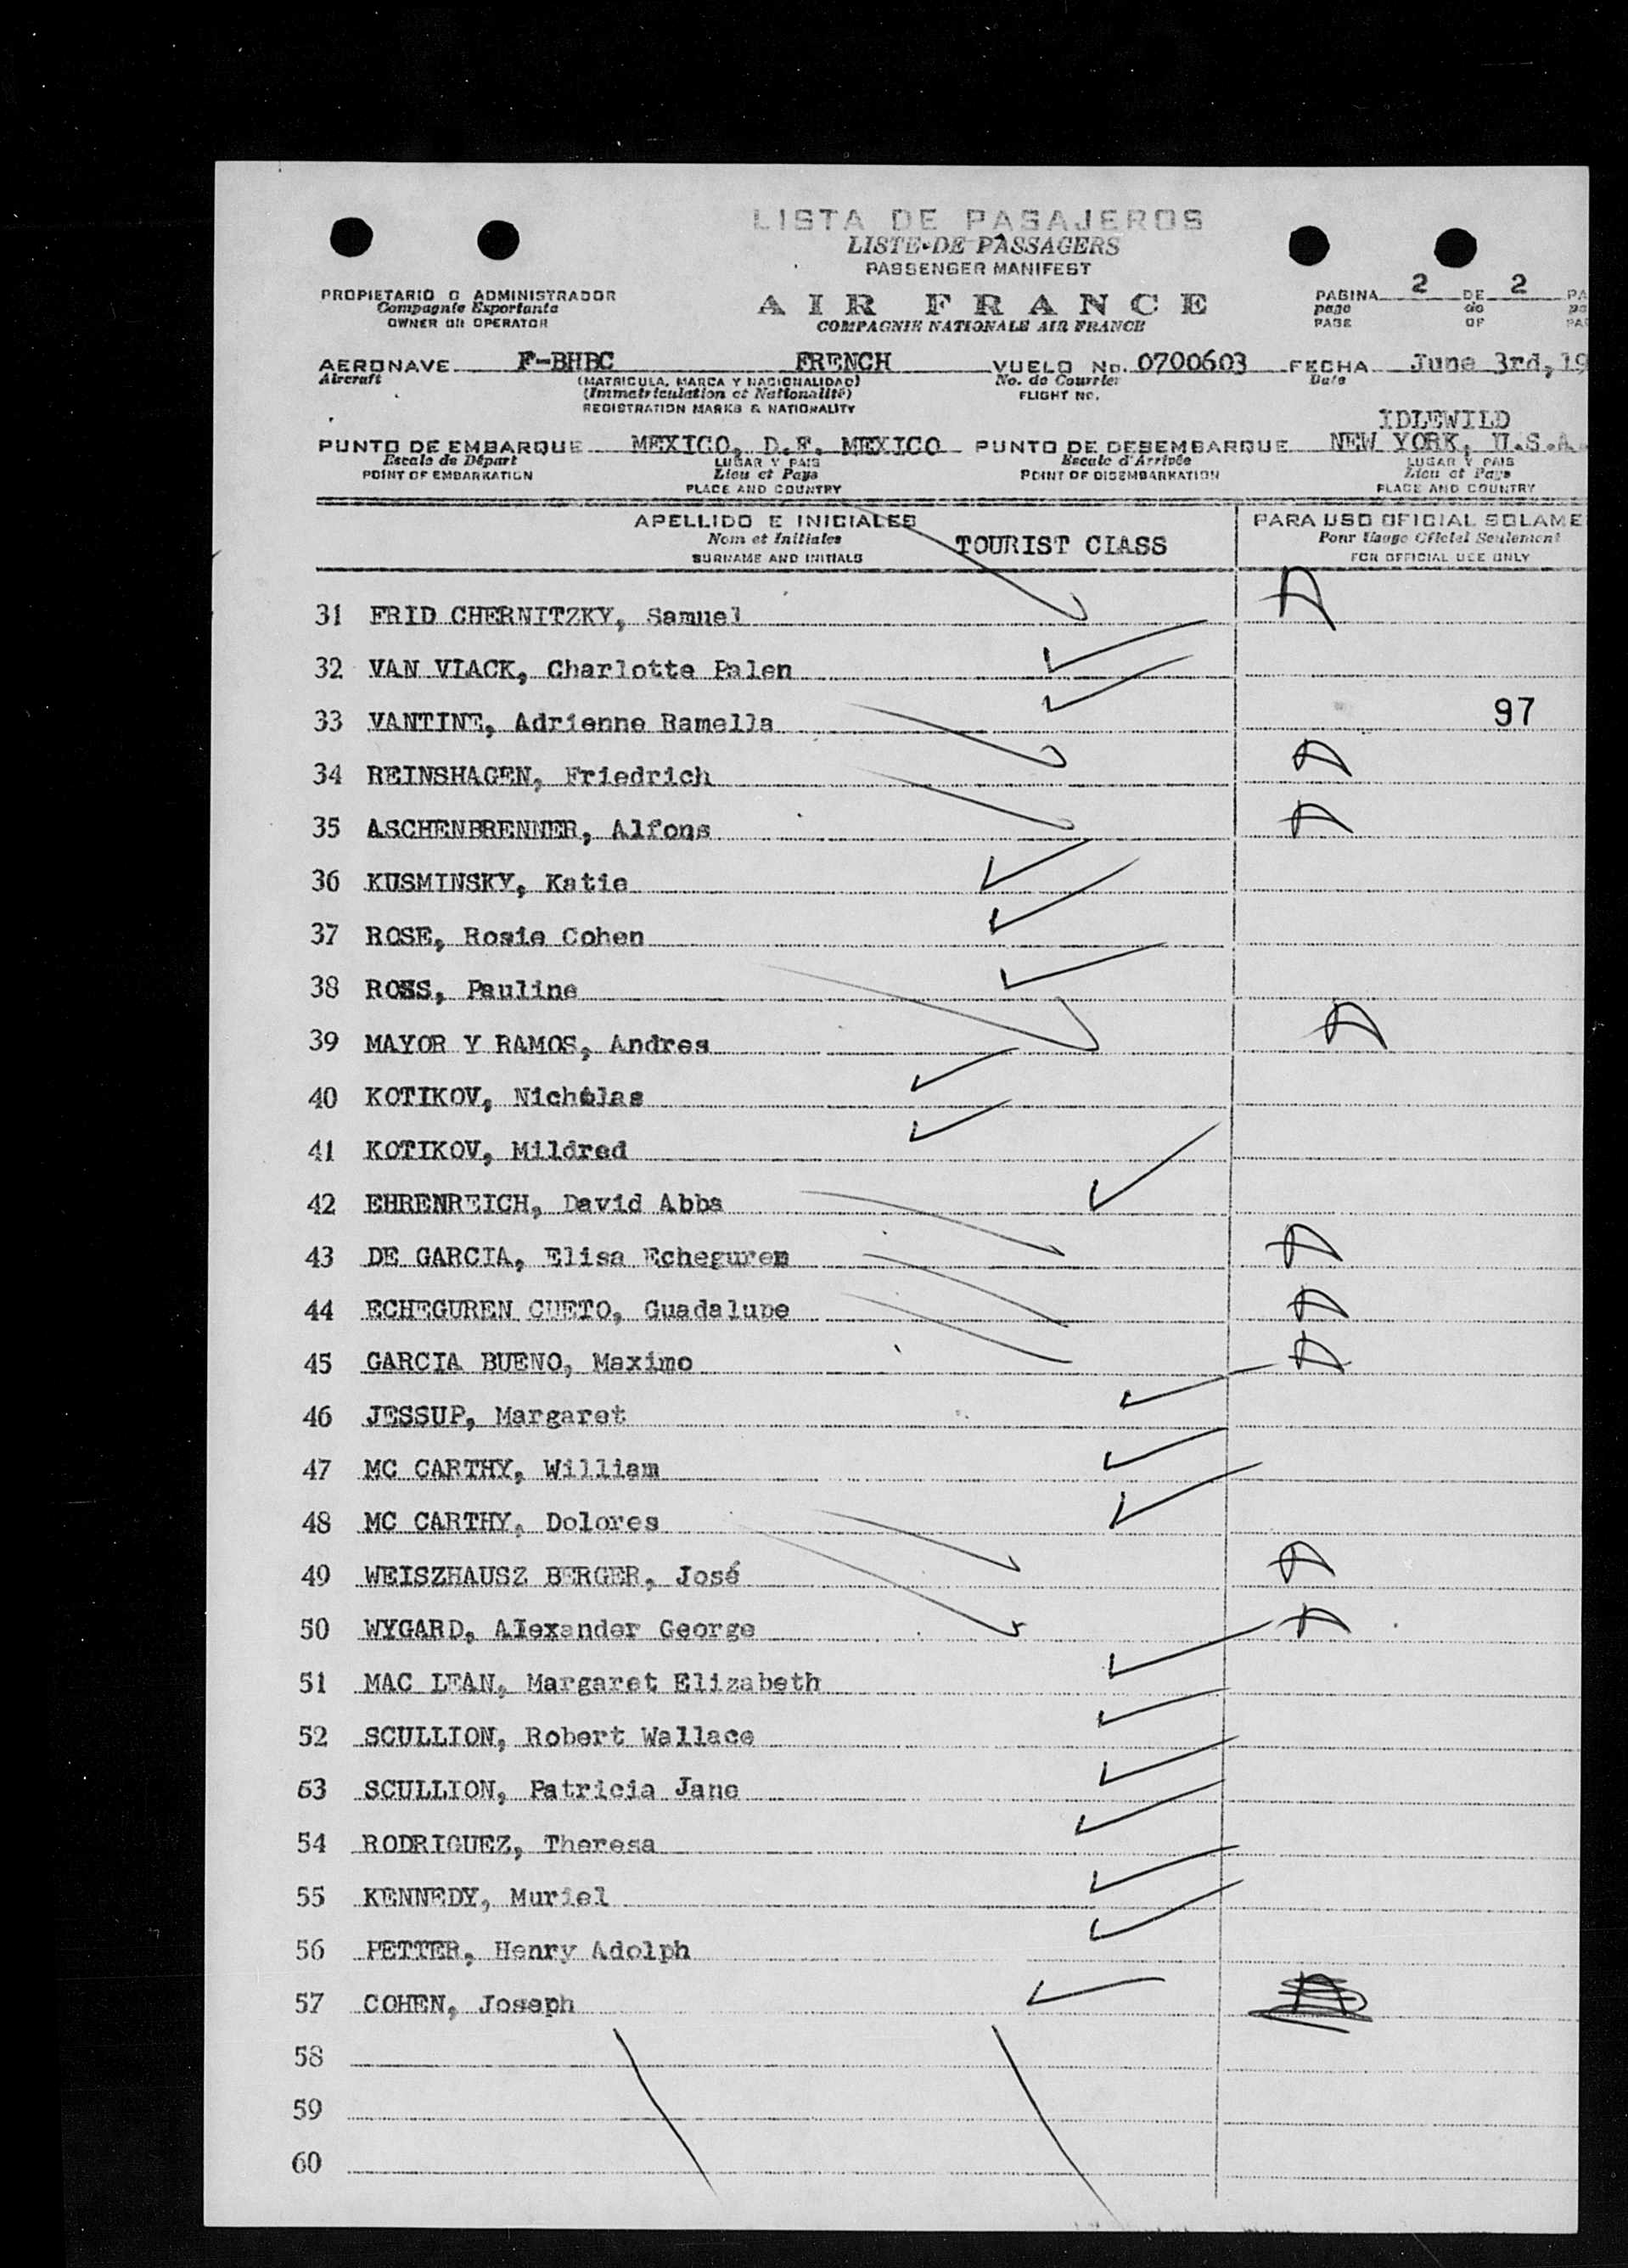 LISTA DE PASAJEROS
LISTE DE PASSAGERS
PASSENGER MANIFEST
PROPIETARIO O ADMINISTRADOR
Compagnie Exportante
OWNER OR OPERATOR
AIR FRANCE
COMPAGNIE NATIONALE AIR FRANCE
PAGINA 2 DE 2 PA
page de pa
PAGE OF PA
AERONAVE F-BHBC FRENCH VUELO No. 0700603 FECHA June 3rd, 19
Aircraft (MATRICULA, MARCA Y NACIONALIDAD) No. de Courrier Date
(Immatriculation et Nationalité) FLIGHT NO.
REGISTRATION MARKS & NATIONALITY
IDLEWILD
PUNTO DE EMBARQUE MEXICO, D.F. MEXICO PUNTO DE DESEMBARQUE NEW YORK, U.S.A.
Escale de Départ LUGAR Y PAIS Escale d'Arrivée LUGAR Y PAIS
POINT OF EMBARKATION Lieu et Pays POINT OF DISEMBARKATION Lieu et Pays
PLACE AND COUNTRY PLACE AND COUNTRY
APELLIDO E INICIALES PARA USO OFICIAL SOLAME
Nom et Initiales TOURIST CLASS Pour Usage Officiel Seulement
SURNAME AND INITIALS FOR OFFICIAL USE ONLY
31 FRID CHERNITZKY, Samuel A
32 VAN VLACK, Charlotte Palen
33 VANTINE, Adrienne Ramella 97
34 REINSHAGEN, Friedrich A
35 ASCHENBRENNER, Alfons A
36 KUSMINSKY, Katie
37 ROSE, Rosie Cohen
38 ROSS, Pauline
39 MAYOR Y RAMOS, Andres A
40 KOTIKOV, Nicholas
41 KOTIKOV, Mildred
42 EHRENREICH, David Abba
43 DE GARCIA, Elisa Echeguren A
44 ECHEGUREN CUETO, Guadalupe A
45 GARCIA BUENO, Maximo A
46 JESSUP, Margaret
47 MC CARTHY, William
48 MC CARTHY, Dolores
49 WEISZHAUSZ BERGER, José A
50 WYGARD, Alexander George A
51 MAC LEAN, Margaret Elizabeth
52 SCULLION, Robert Wallace
53 SCULLION, Patricia Jane
54 RODRIGUEZ, Theresa
55 KENNEDY, Muriel
56 PETTER, Henry Adolph
57 COHEN, Joseph
58
59
60